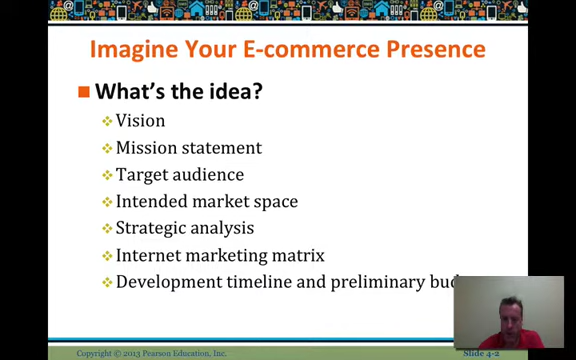 Imagine Your E-commerce Presence
What's the idea?
Vision
Mission statement
Target audience
Intended market space
Strategic analysis
Internet marketing matrix
Development timeline and preliminary
Copyright © 2013 Pearson Education, Inc.
Slide 4-2